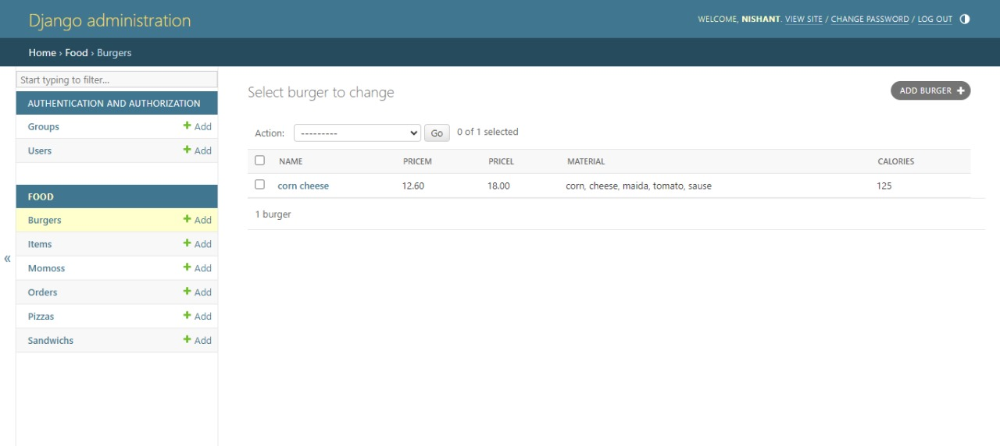 Django administration
WELCOME, NISHANT. VIEW SITE / CHANGE PASSWORD / LOG OUT
Home › Food › Burgers
Start typing to filter...
AUTHENTICATION AND AUTHORIZATION
Groups + Add
Users + Add
FOOD
Burgers + Add
Items + Add
Momoss + Add
Orders + Add
Pizzas + Add
Sandwichs + Add
«
Select burger to change
ADD BURGER +
Action: --------- Go 0 of 1 selected
NAME PRICEM PRICEL MATERIAL CALORIES
corn cheese 12.60 18.00 corn, cheese, maida, tomato, sause 125
1 burger